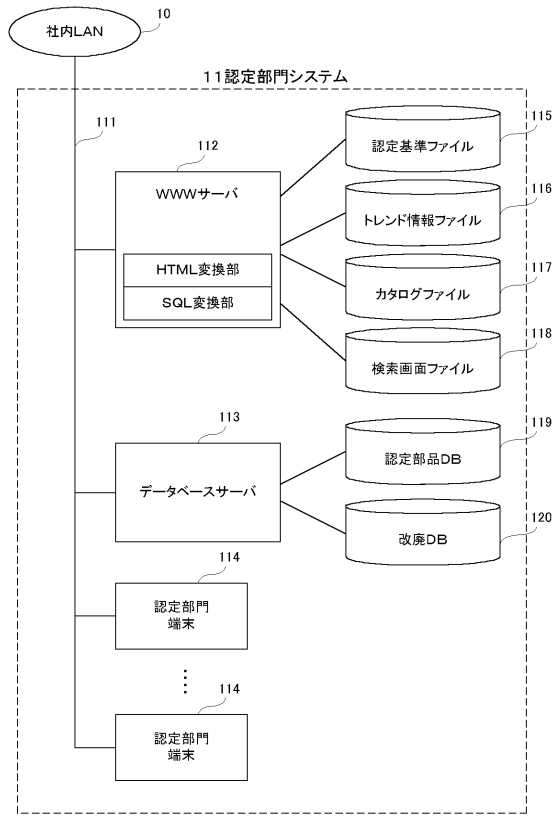 社内LAN
10
11認定部門システム
111
112
WWWサーバ
HTML変換部
SQL変換部
115
認定基準ファイル
116
トレンド情報ファイル
117
カタログファイル
118
検索画面ファイル
113
データベースサーバ
119
認定部品DB
120
改廃DB
114
認定部門
端末
114
認定部門
端末